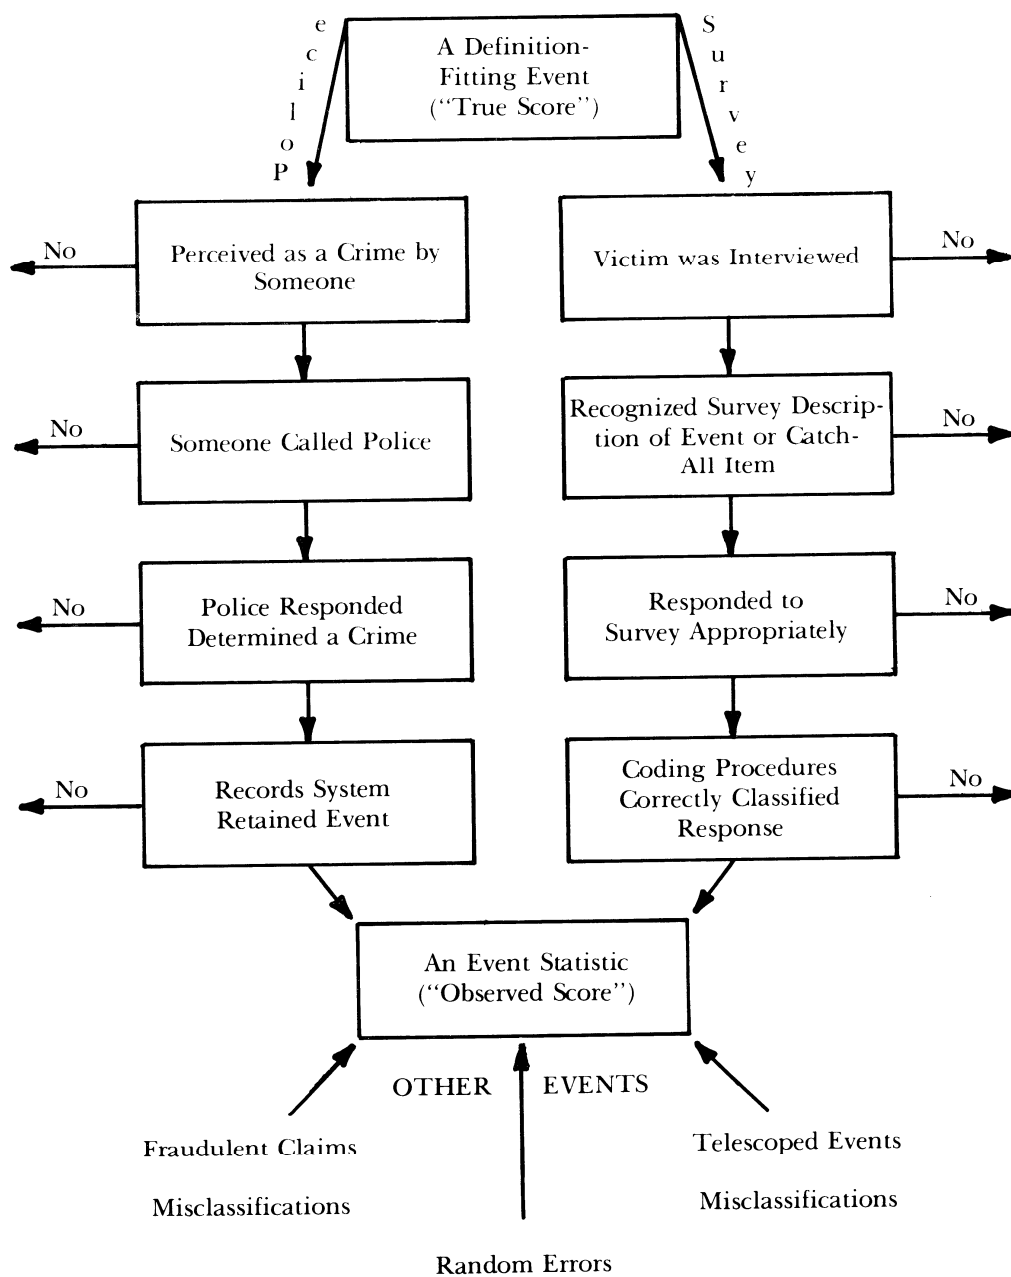 A Definition-
Fitting Event
(“True Score”)
Police
Survey
Perceived as a Crime by
Someone
No
Someone Called Police
No
Police Responded
Determined a Crime
No
Records System
Retained Event
No
Victim was Interviewed
No
Recognized Survey Descrip-
tion of Event or Catch-
All Item
No
Responded to
Survey Appropriately
No
Coding Procedures
Correctly Classified
Response
No
An Event Statistic
(“Observed Score”)
OTHER EVENTS
Fraudulent Claims
Misclassifications
Telescoped Events
Misclassifications
Random Errors